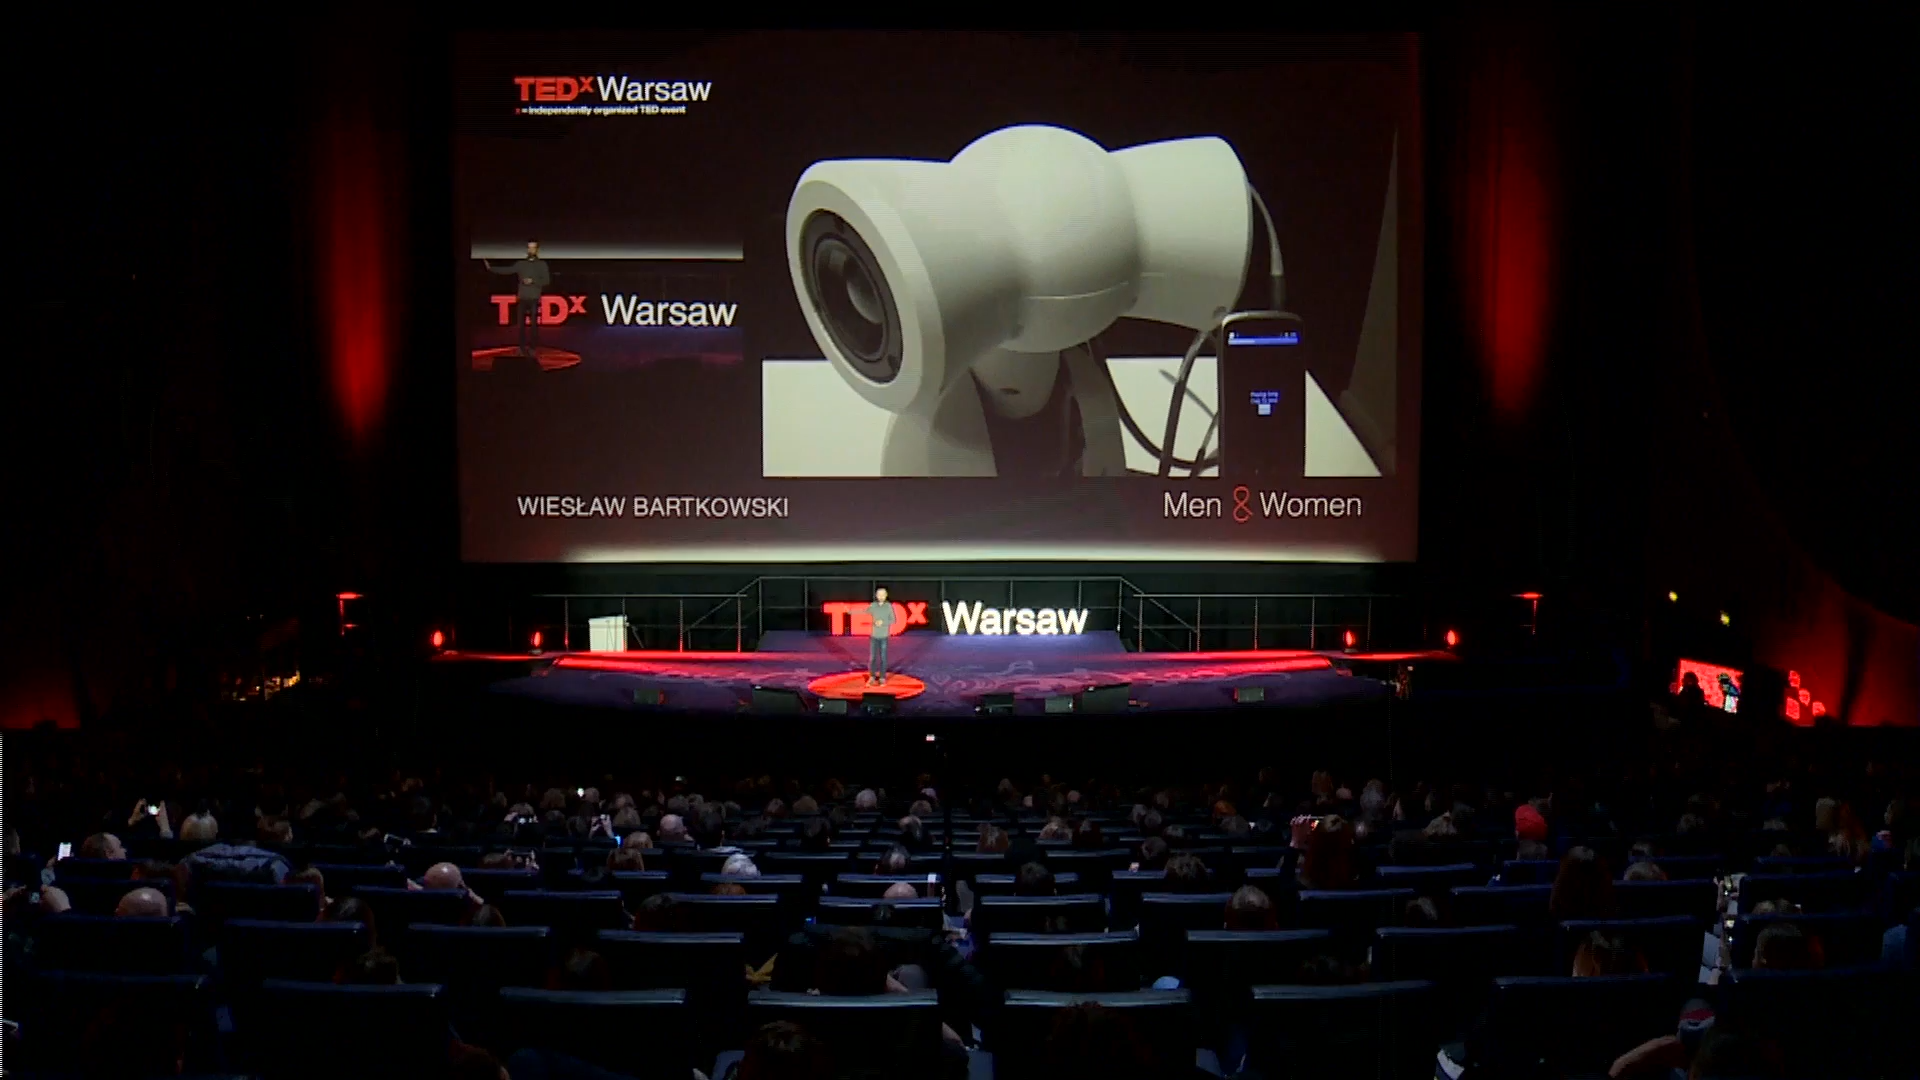 TEDx Warsaw
x = independently organized TED event
TEDx Warsaw
WIESŁAW BARTKOWSKI
Men & Women
TEDx Warsaw